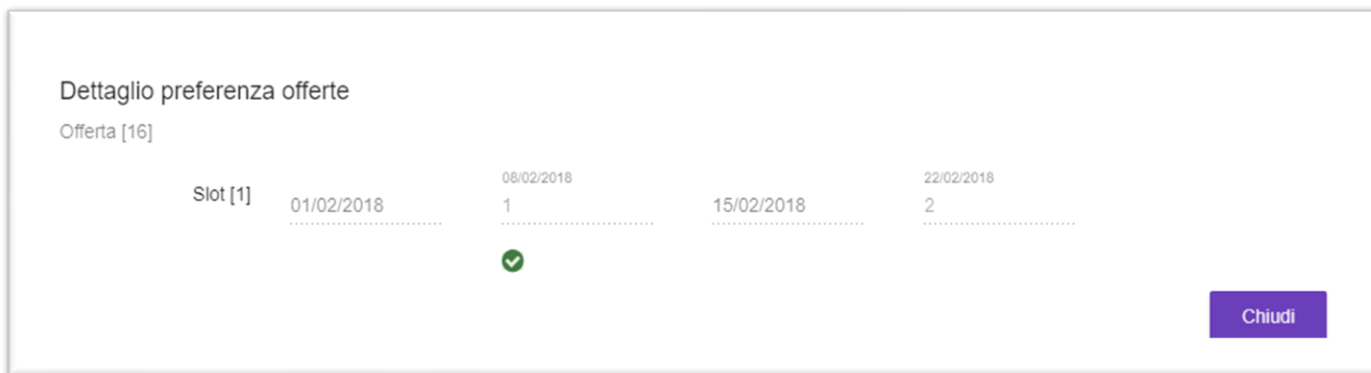 Dettaglio preferenza offerte
Offerta [16]
08/02/2018 22/02/2018
Slot [1] 01/02/2018 1 15/02/2018 2
Chiudi